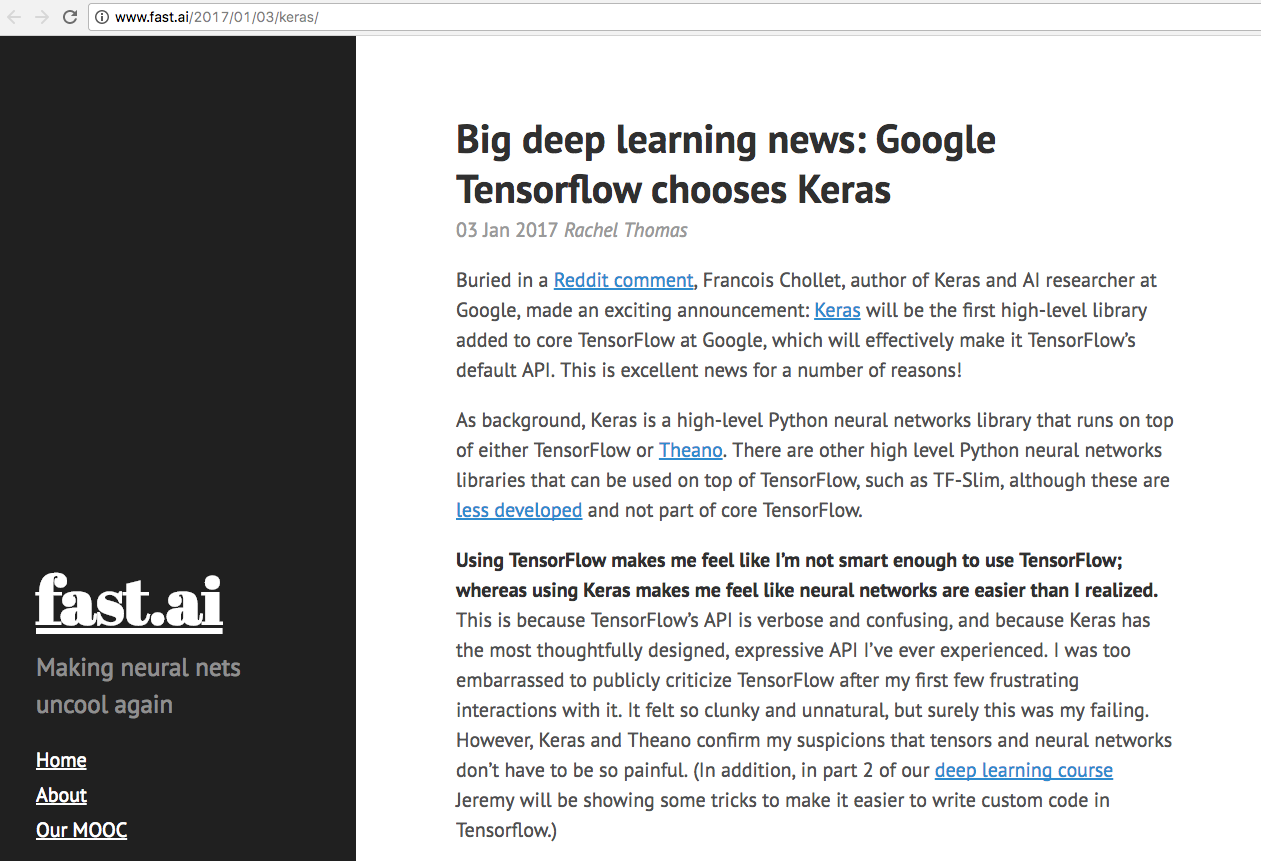 www.fast.ai/2017/01/03/keras/
Big deep learning news: Google
Tensorflow chooses Keras
03 Jan 2017 Rachel Thomas
Buried in a Reddit comment, Francois Chollet, author of Keras and AI researcher at
Google, made an exciting announcement: Keras will be the first high-level library
added to core TensorFlow at Google, which will effectively make it TensorFlow’s
default API. This is excellent news for a number of reasons!
As background, Keras is a high-level Python neural networks library that runs on top
of either TensorFlow or Theano. There are other high level Python neural networks
libraries that can be used on top of TensorFlow, such as TF-Slim, although these are
less developed and not part of core TensorFlow.
Using TensorFlow makes me feel like I’m not smart enough to use TensorFlow;
whereas using Keras makes me feel like neural networks are easier than I realized.
This is because TensorFlow’s API is verbose and confusing, and because Keras has
the most thoughtfully designed, expressive API I’ve ever experienced. I was too
embarrassed to publicly criticize TensorFlow after my first few frustrating
interactions with it. It felt so clunky and unnatural, but surely this was my failing.
However, Keras and Theano confirm my suspicions that tensors and neural networks
don’t have to be so painful. (In addition, in part 2 of our deep learning course
Jeremy will be showing some tricks to make it easier to write custom code in
Tensorflow.)
fast.ai
Making neural nets
uncool again
Home
About
Our MOOC